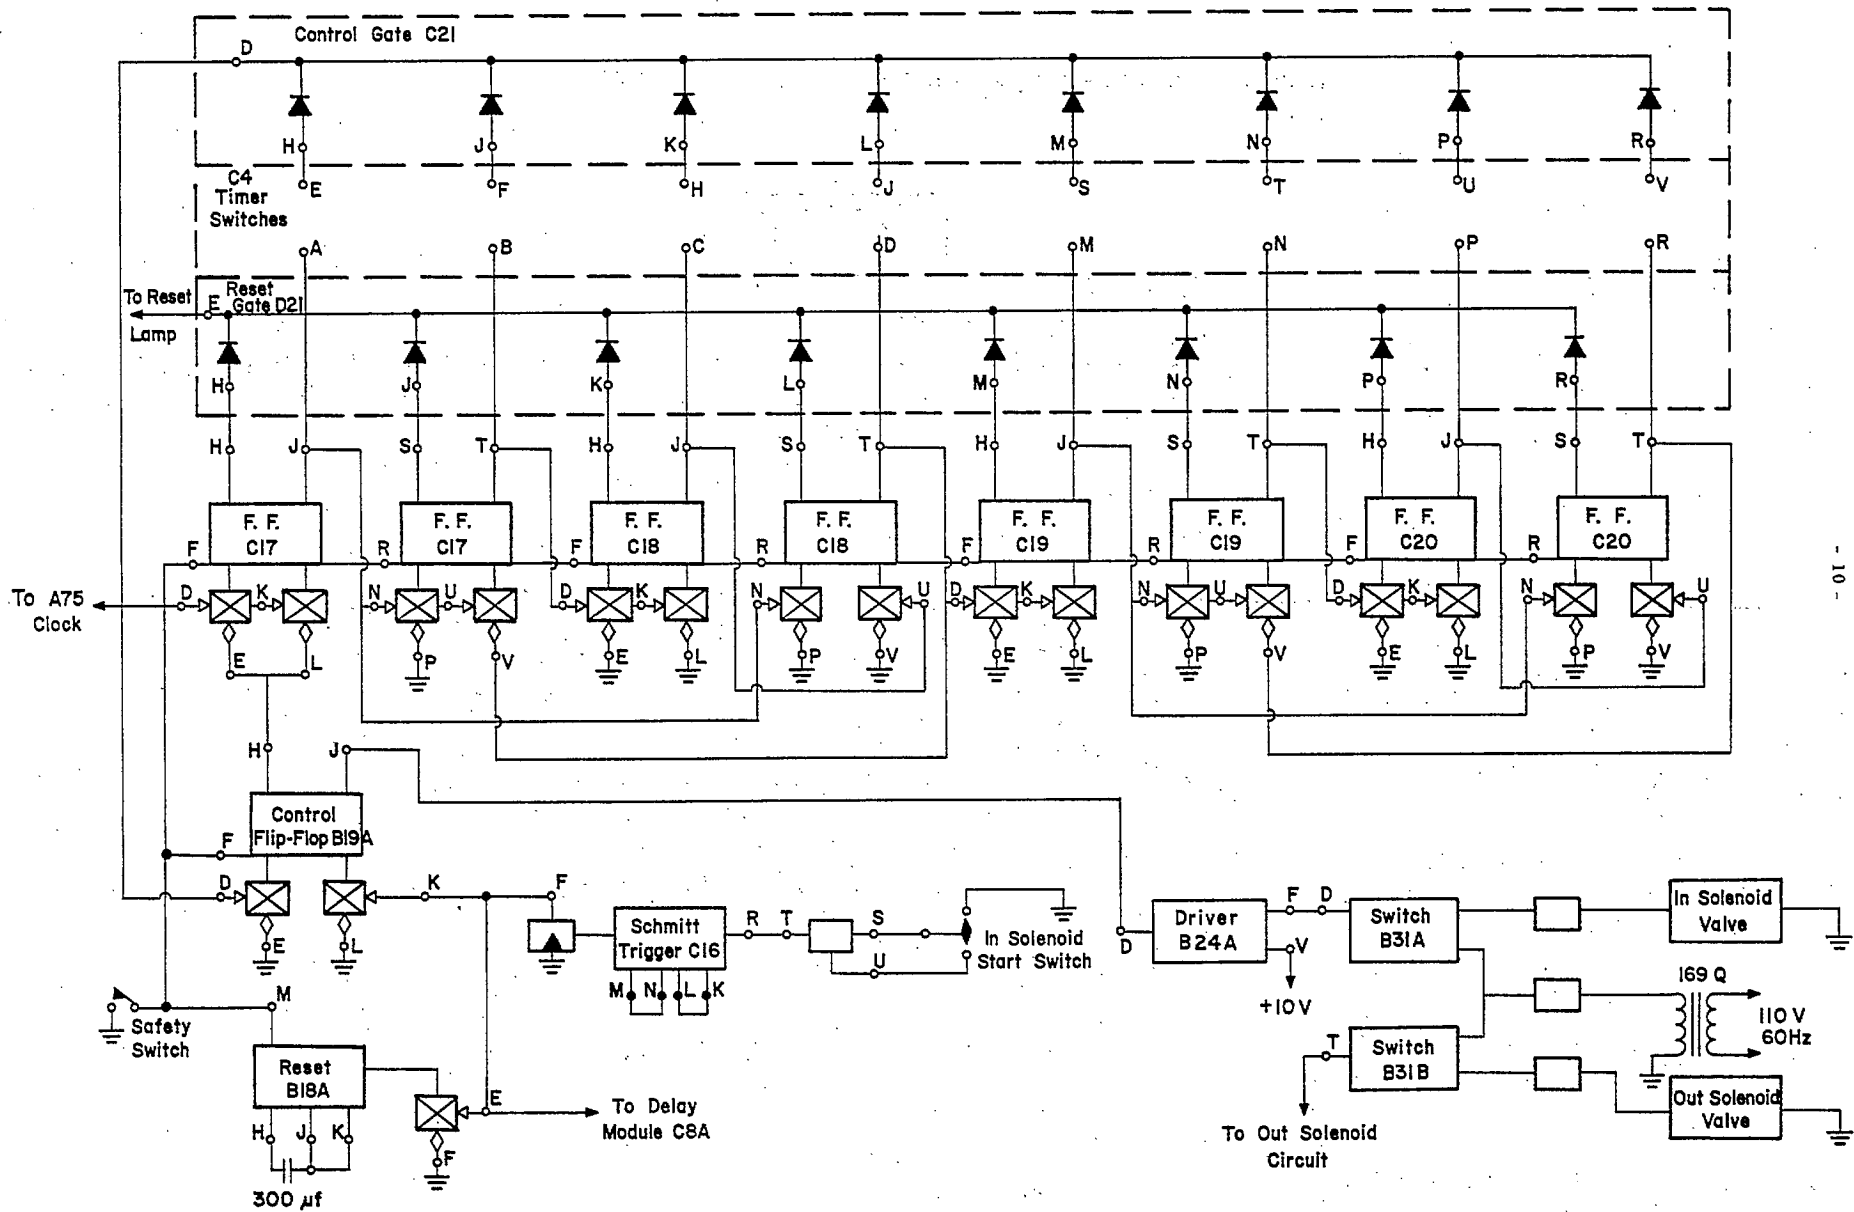 Control Gate C21
D
H J K L M N P R
C4
Timer
Switches
E F H J S T U V
A B C D M N P R
To Reset
Lamp
E
Reset
Gate D21
H J K L M N P R
H J S T H J S T H J S T H J S T
F. F.
C17
F. F.
C17
F. F.
C18
F. F.
C18
F. F.
C19
F. F.
C19
F. F.
C20
F. F.
C20
F R F R F R F R
To A75
Clock
D K N U D K N U D K N U D K N U
E L P V E L P V E L P V E L P V
- 10 -
H J
Control
Flip-Flop B19A
F
D K F
E L
Schmitt
Trigger C16
R T S
U
M N L K
In Solenoid
Start Switch
D
Driver
B24A
F D
V
+10V
Switch
B31A
In Solenoid
Valve
169 Q
110 V
60Hz
T
Switch
B31B
Out Solenoid
Valve
To Out Solenoid
Circuit
Safety
Switch
M
Reset
B18A
H J K
300 µf
E
F
To Delay
Module C8A